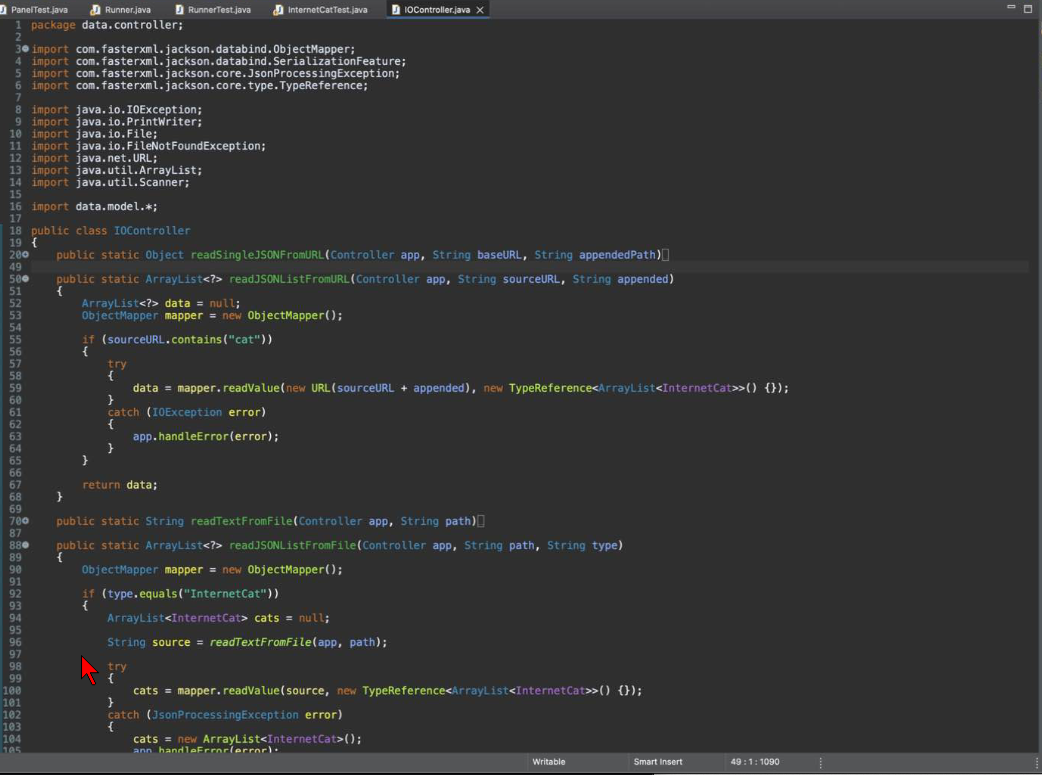 PanelTest.java Runner.java RunnerTest.java InternetCatTest.java IOController.java
1 package data.controller;
2
3 import com.fasterxml.jackson.databind.ObjectMapper;
4 import com.fasterxml.jackson.databind.SerializationFeature;
5 import com.fasterxml.jackson.core.JsonProcessingException;
6 import com.fasterxml.jackson.core.type.TypeReference;
7
8 import java.io.IOException;
9 import java.io.PrintWriter;
10 import java.io.File;
11 import java.io.FileNotFoundException;
12 import java.net.URL;
13 import java.util.ArrayList;
14 import java.util.Scanner;
15
16 import data.model.*;
17
18 public class IOController
19 {
20 public static Object readSingleJSONFromURL(Controller app, String baseURL, String appendedPath)
49
50 public static ArrayList<?> readJSONListFromURL(Controller app, String sourceURL, String appended)
51 {
52 ArrayList<?> data = null;
53 ObjectMapper mapper = new ObjectMapper();
54
55 if (sourceURL.contains("cat"))
56 {
57 try
58 {
59 data = mapper.readValue(new URL(sourceURL + appended), new TypeReference<ArrayList<InternetCat>>() {});
60 }
61 catch (IOException error)
62 {
63 app.handleError(error);
64 }
65 }
66
67 return data;
68 }
69
70 public static String readTextFromFile(Controller app, String path)
87
88 public static ArrayList<?> readJSONListFromFile(Controller app, String path, String type)
89 {
90 ObjectMapper mapper = new ObjectMapper();
91
92 if (type.equals("InternetCat"))
93 {
94 ArrayList<InternetCat> cats = null;
95
96 String source = readTextFromFile(app, path);
97
98 try
99 {
100 cats = mapper.readValue(source, new TypeReference<ArrayList<InternetCat>>() {});
101 }
102 catch (JsonProcessingException error)
103 {
104 cats = new ArrayList<InternetCat>();
105 app.handleError(error);
Writable Smart Insert 49 : 1 : 1090